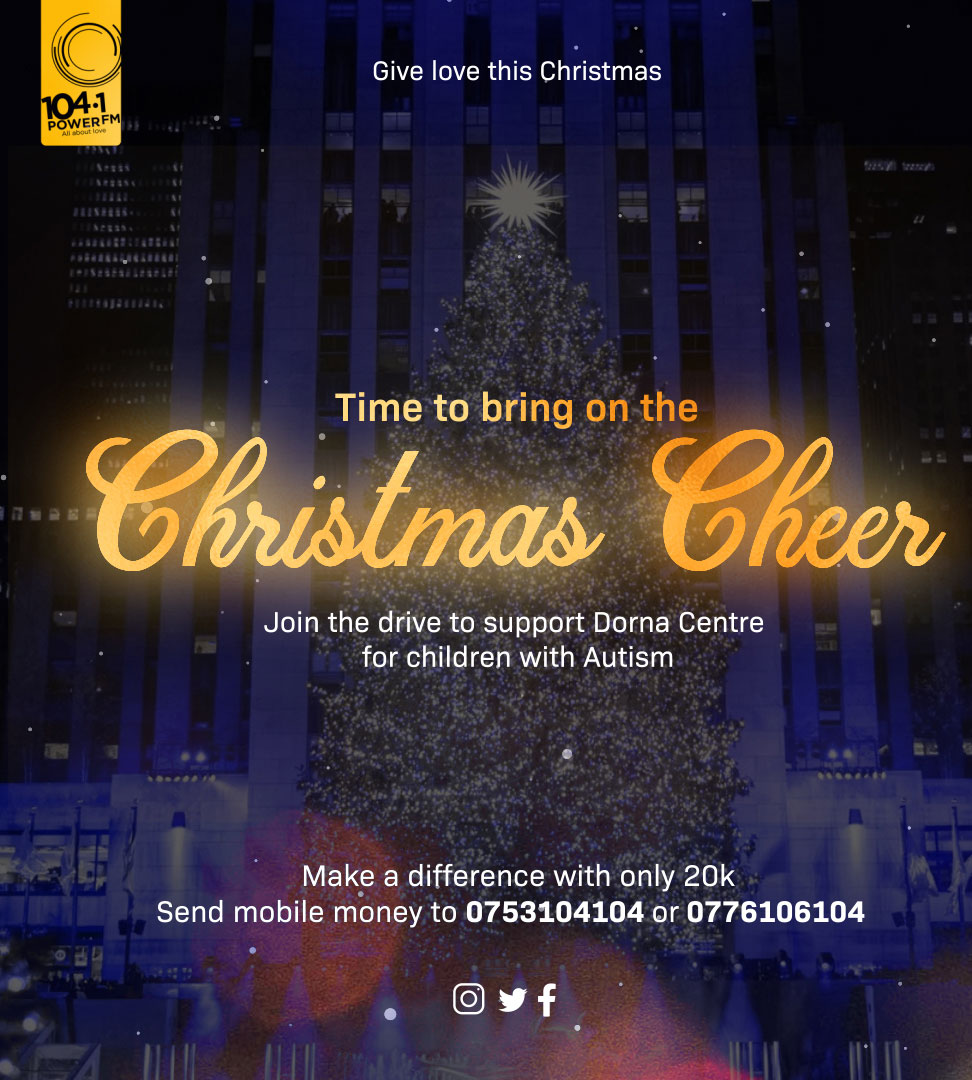 104.1
POWERFM
All about love
Give love this Christmas
Time to bring on the
Christmas Cheer
Join the drive to support Dorna Centre
for children with Autism
Make a difference with only 20k
Send mobile money to 0753104104 or 0776106104